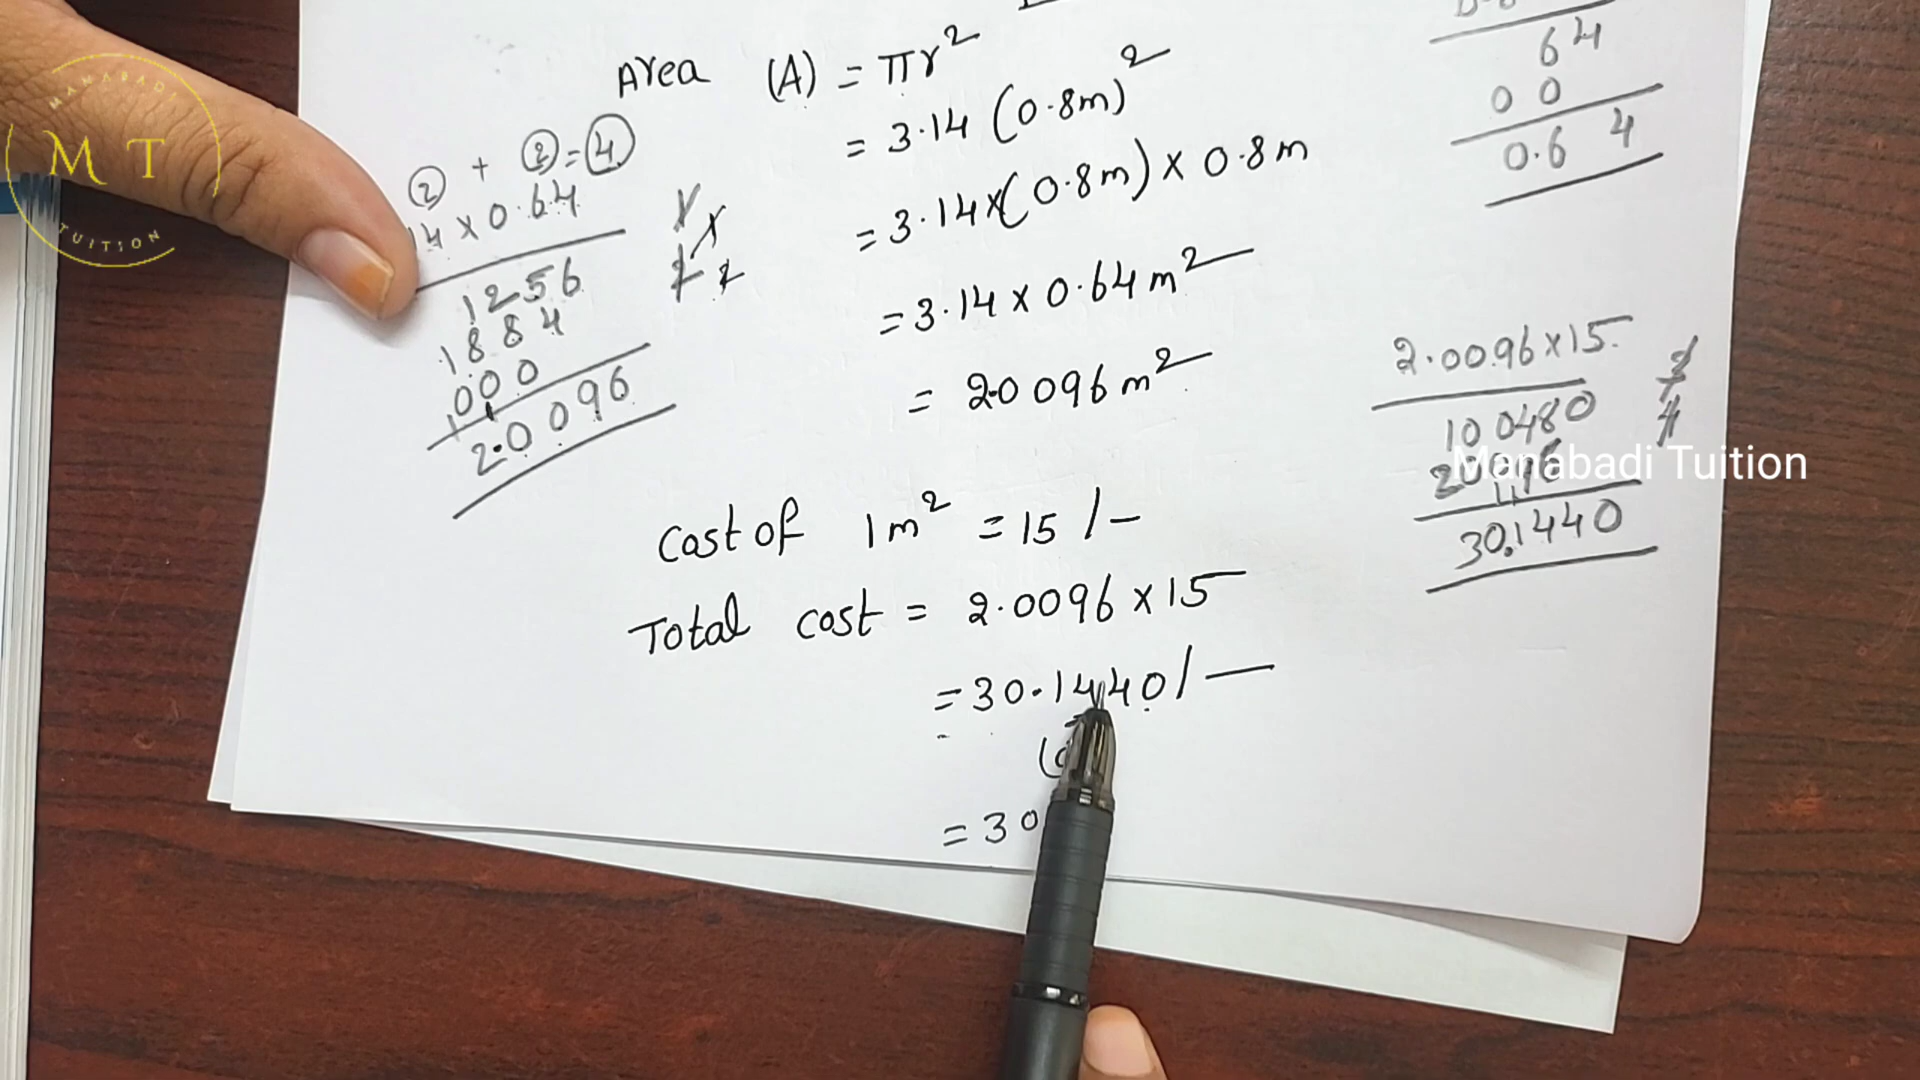 Area (A) = πr²
= 3.14 (0.8m)²
= 3.14×(0.8m) × 0.8m
= 3.14 × 0.64 m²
= 2.0096 m²
Cost of 1m² = 15 /–
Total cost = 2.0096 × 15
= 30.1440/–
= 30
② + ② = ④
14 × 0.64
1256
1884
000
2.0096
64
00
0.64
2.0096×15
100480
30.1440
MANABADI
MT
TUITION
Manabadi Tuition